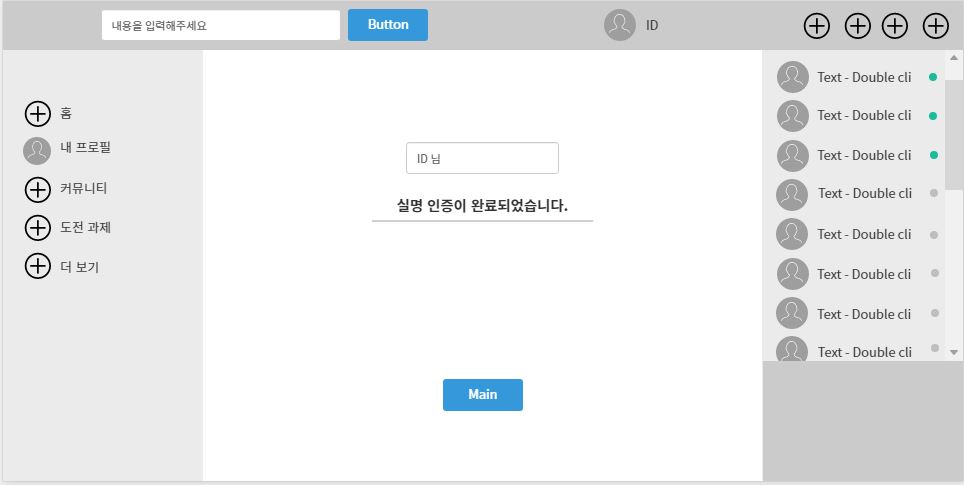 내용을 입력해주세요
Button
ID
홈
내 프로필
커뮤니티
도전 과제
더 보기
ID 님
실명 인증이 완료되었습니다.
Main
Text - Double cli
Text - Double cli
Text - Double cli
Text - Double cli
Text - Double cli
Text - Double cli
Text - Double cli
Text - Double cli